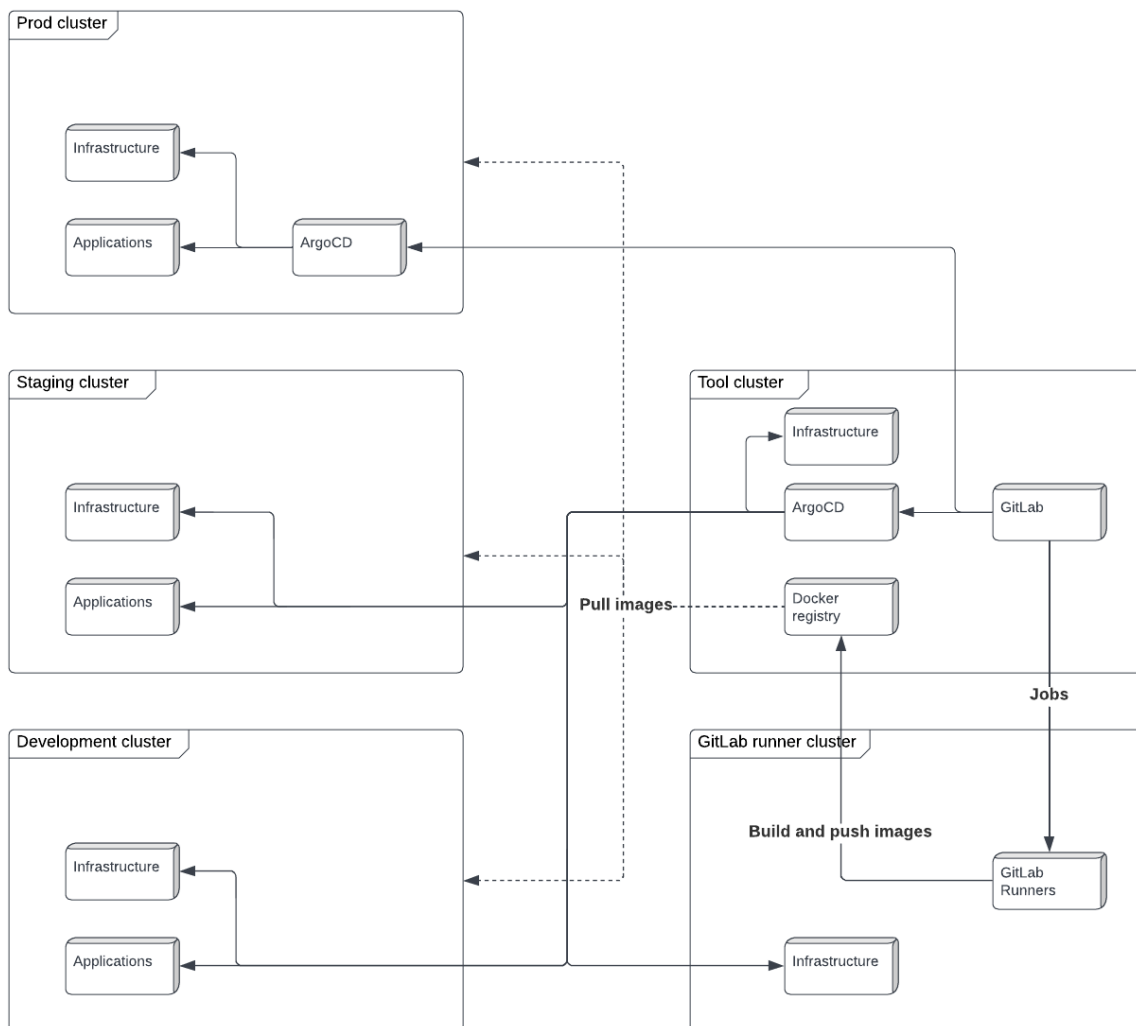 Prod cluster
Infrastructure
Applications
ArgoCD
Staging cluster
Infrastructure
Applications
Tool cluster
Infrastructure
ArgoCD
GitLab
Docker
registry
Pull images
Jobs
Development cluster
Infrastructure
Applications
GitLab runner cluster
Build and push images
GitLab
Runners
Infrastructure